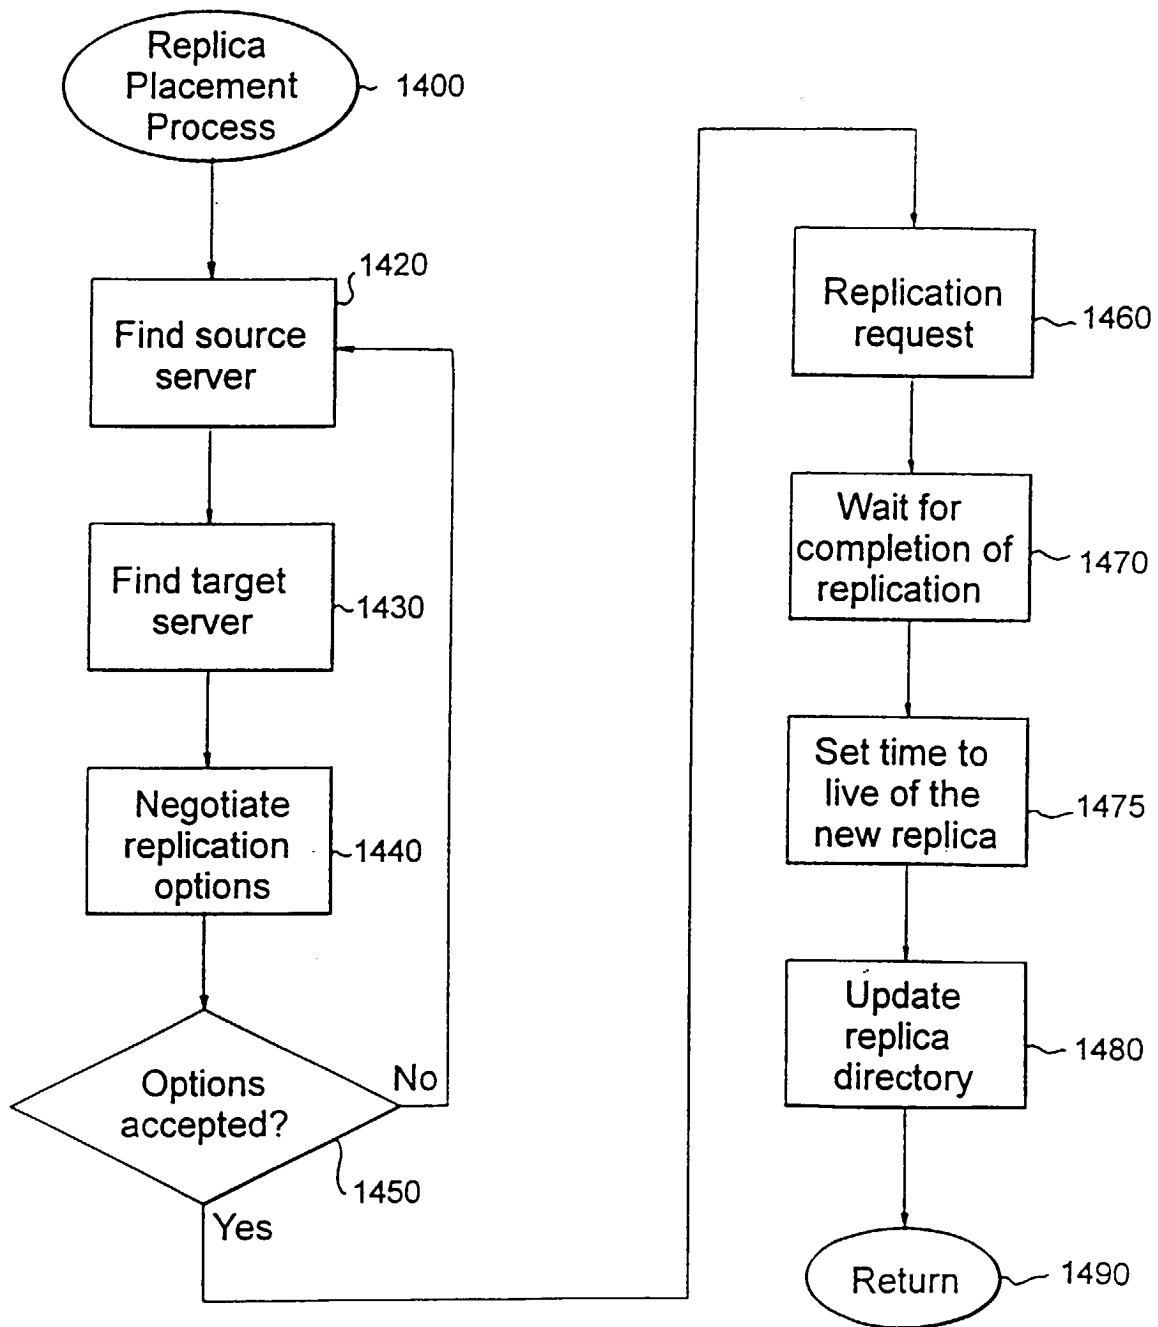 Replica
Placement
Process
1400
1420
Find source
server
Find target
server
1430
Negotiate
replication
options
1440
Options
accepted?
No
1450
Yes
Replication
request
1460
Wait for
completion of
replication
1470
Set time to
live of the
new replica
1475
Update
replica
directory
1480
Return
1490